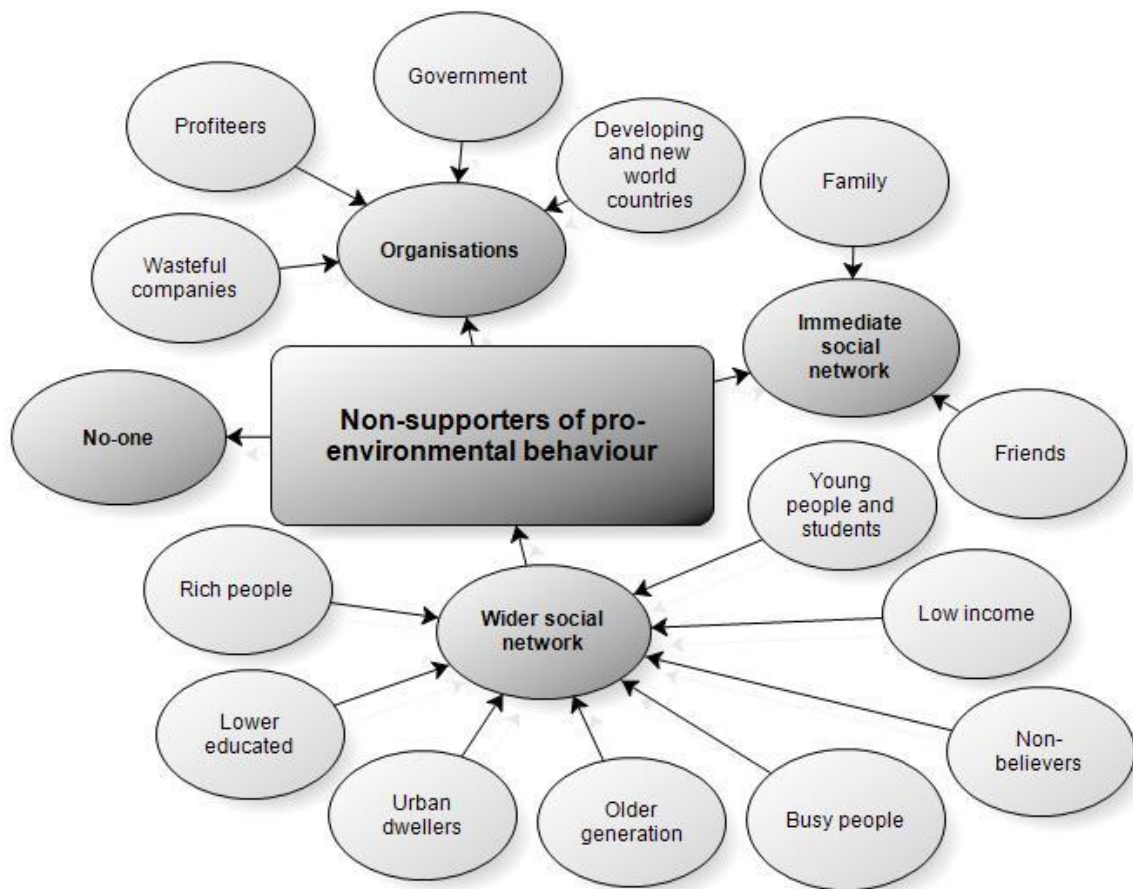 Government
Profiteers
Developing
and new
world
countries
Family
Organisations
Wasteful
companies
Immediate
social
network
No-one
Non-supporters of pro-
environmental behaviour
Friends
Young
people and
students
Rich people
Low income
Wider social
network
Lower
educated
Non-
believers
Urban
dwellers
Older
generation
Busy people